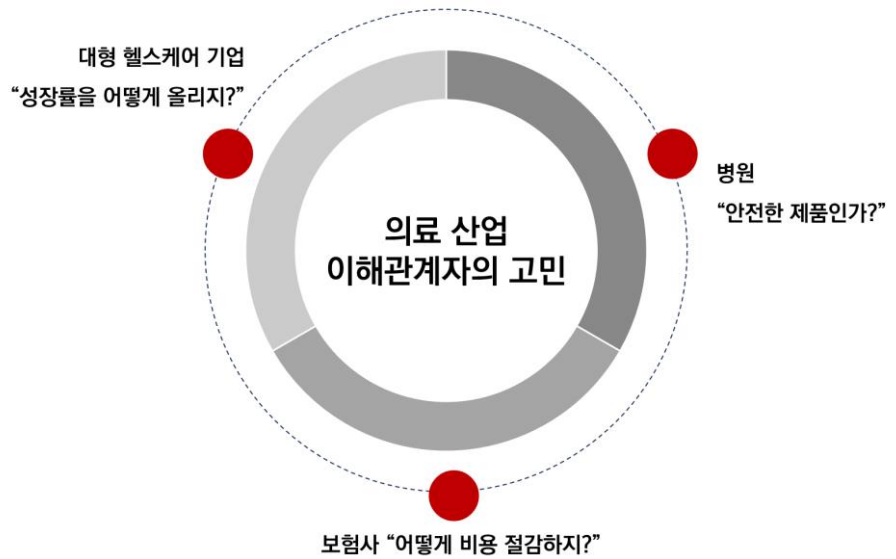 대형 헬스케어 기업
“성장률을 어떻게 올리지?”
병원
“안전한 제품인가?”
의료 산업
이해관계자의 고민
보험사 “어떻게 비용 절감하지?”